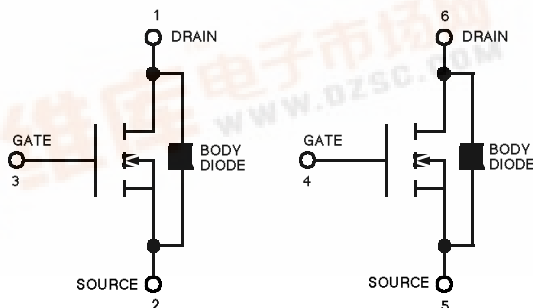 1
DRAIN
GATE
3
BODY
DIODE
SOURCE
2
6
DRAIN
GATE
4
BODY
DIODE
SOURCE
5
维库电子市场网
WWW.DZSC.COM